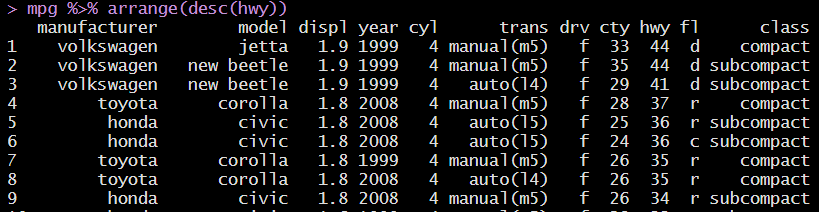 > mpg %>% arrange(desc(hwy))
manufacturer model displ year cyl trans drv cty hwy fl class
1 volkswagen jetta 1.9 1999 4 manual(m5) f 33 44 d compact
2 volkswagen new beetle 1.9 1999 4 manual(m5) f 35 44 d subcompact
3 volkswagen new beetle 1.9 1999 4 auto(l4) f 29 41 d subcompact
4 toyota corolla 1.8 2008 4 manual(m5) f 28 37 r compact
5 honda civic 1.8 2008 4 auto(l5) f 25 36 r subcompact
6 honda civic 1.8 2008 4 auto(l5) f 24 36 c subcompact
7 toyota corolla 1.8 1999 4 manual(m5) f 26 35 r compact
8 toyota corolla 1.8 2008 4 auto(l4) f 26 35 r compact
9 honda civic 1.8 2008 4 manual(m5) f 26 34 r subcompact